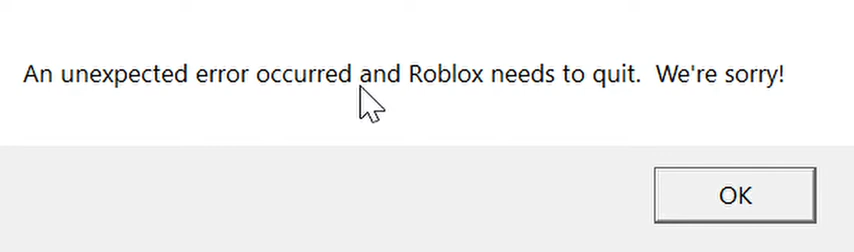 An unexpected error occurred and Roblox needs to quit.  We're sorry!
OK